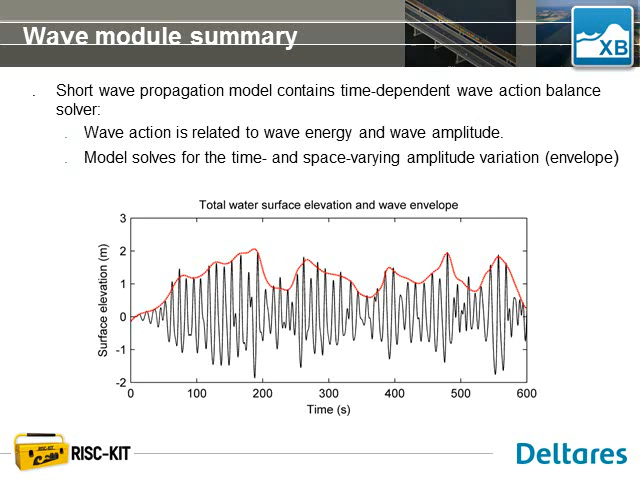 Wave module summary
XB
. Short wave propagation model contains time-dependent wave action balance
solver:
. Wave action is related to wave energy and wave amplitude.
. Model solves for the time- and space-varying amplitude variation (envelope)
Total water surface elevation and wave envelope
3
2
1
0
-1
-2
Surface elevation (m)
0 100 200 300 400 500 600
Time (s)
RISC-KIT
RISC-KIT
Deltares